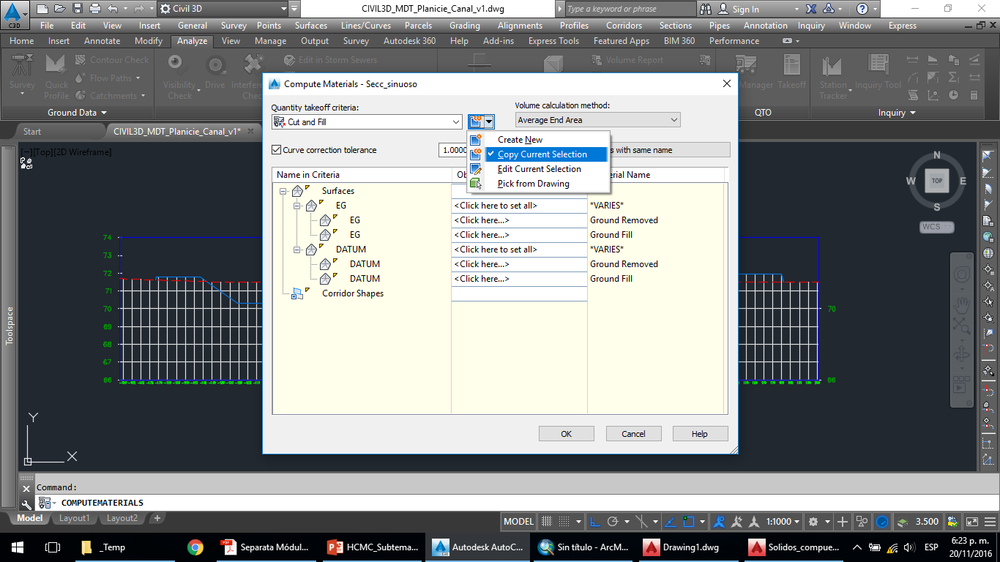 Civil 3D
CIVIL3D_MDT_Planicie_Canal_v1.dwg
Type a keyword or phrase
Sign In
C3D
File Edit View Insert General Survey Points Surfaces Lines/Curves Parcels Grading Alignments Profiles Corridors Sections Pipes Annotation Inquiry Window Express
Home Insert Annotate Modify Analyze View Manage Output Survey Autodesk 360 Help Add-ins Express Tools Featured Apps BIM 360 Performance
Survey
Quick Profile
Contour Check
Flow Paths
Catchments
Visibility Check
Drive
Edit in Storm Sewers
Volume Report
Manager
Takeoff
Station Tracker
Inquiry Tool
Ground Data
QTO
Inquiry
Start
CIVIL3D_MDT_Planicie_Canal_v1*
[−][Top][2D Wireframe]
Compute Materials - Secc_sinuoso
Quantity takeoff criteria:
Volume calculation method:
Cut and Fill
Average End Area
Create New
Copy Current Selection
Edit Current Selection
Pick from Drawing
Curve correction tolerance
1.0000
s with same name
Name in Criteria
Surfaces
EG <Click here to set all> *VARIES*
EG <Click here...> Ground Removed
EG <Click here...> Ground Fill
DATUM <Click here to set all> *VARIES*
DATUM <Click here...> Ground Removed
DATUM <Click here...> Ground Fill
Corridor Shapes
OK Cancel Help
N
W TOP E
S
WCS
74
73
72
71
70
69
68
67
66
70
66
Toolspace
Y
X
Command:
COMPUTEMATERIALS
Model Layout1 Layout2
MODEL
1:1000
3.500
_Temp
Separata Módul...
HCMC_Subtema...
Autodesk AutoC...
Sin título - ArcM...
Drawing1.dwg
Solidos_compue...
ESP
6:23 p. m.
20/11/2016